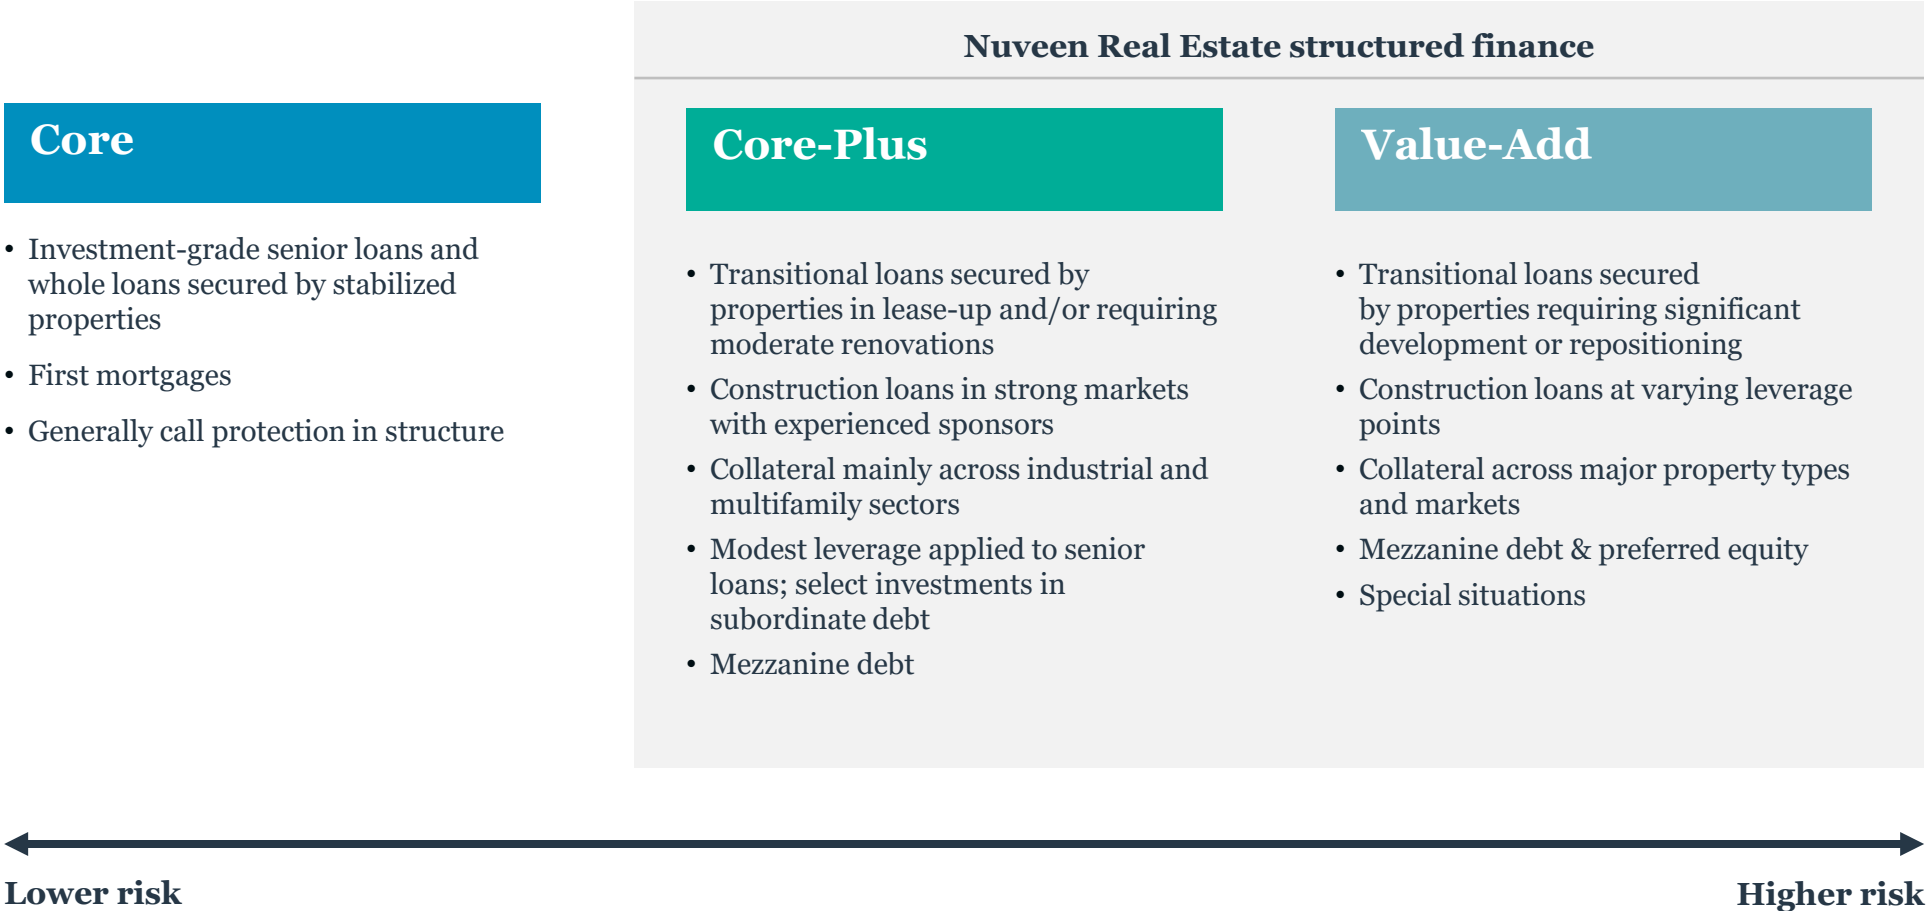 Nuveen Real Estate structured finance
Core
• Investment-grade senior loans and
whole loans secured by stabilized
properties
• First mortgages
• Generally call protection in structure
Core-Plus
• Transitional loans secured by
properties in lease-up and/or requiring
moderate renovations
• Construction loans in strong markets
with experienced sponsors
• Collateral mainly across industrial and
multifamily sectors
• Modest leverage applied to senior
loans; select investments in
subordinate debt
• Mezzanine debt
Value-Add
• Transitional loans secured
by properties requiring significant
development or repositioning
• Construction loans at varying leverage
points
• Collateral across major property types
and markets
• Mezzanine debt & preferred equity
• Special situations
Lower risk
Higher risk